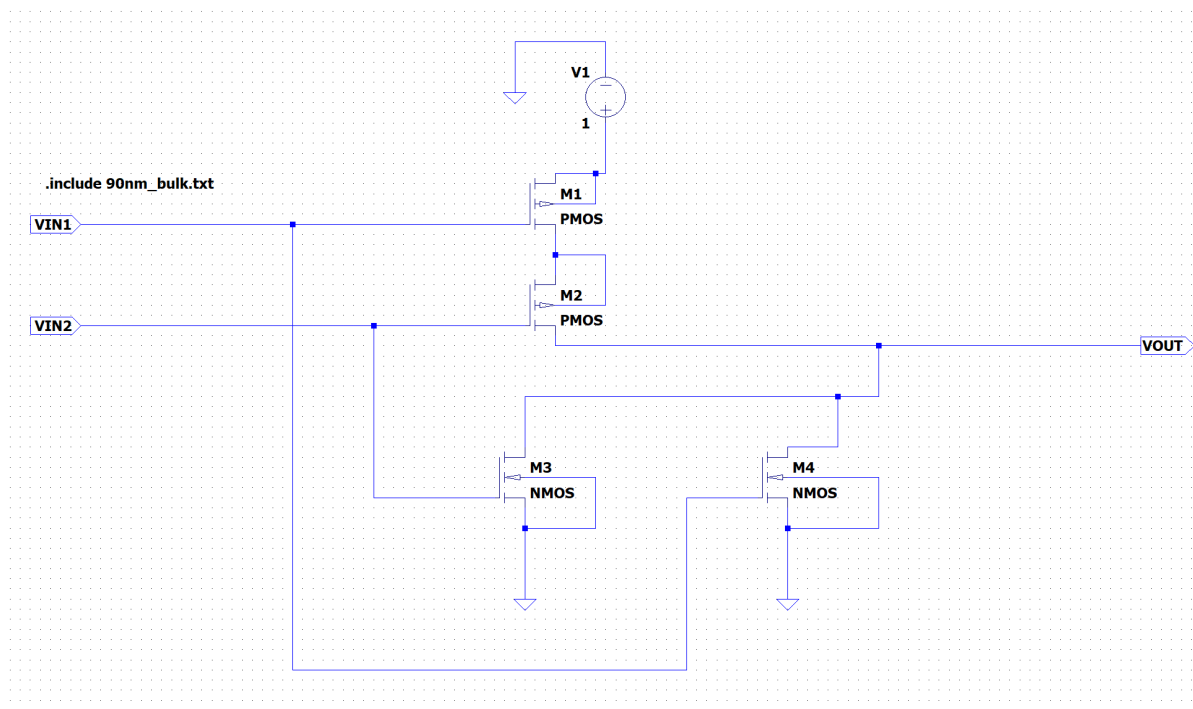 V1
1
.include 90nm_bulk.txt
M1
VIN1
PMOS
M2
VIN2
PMOS
VOUT
M3
M4
NMOS
NMOS